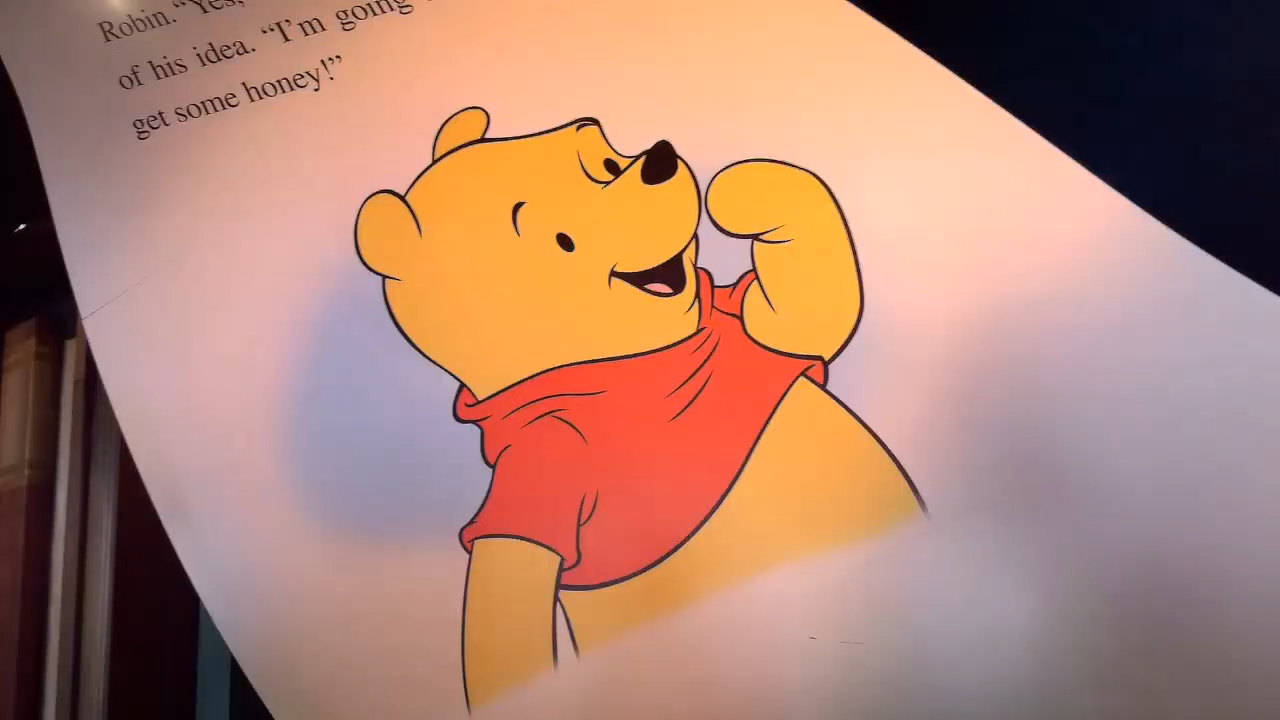 Robin. “Yes,
of his idea. “I’m going
get some honey!”